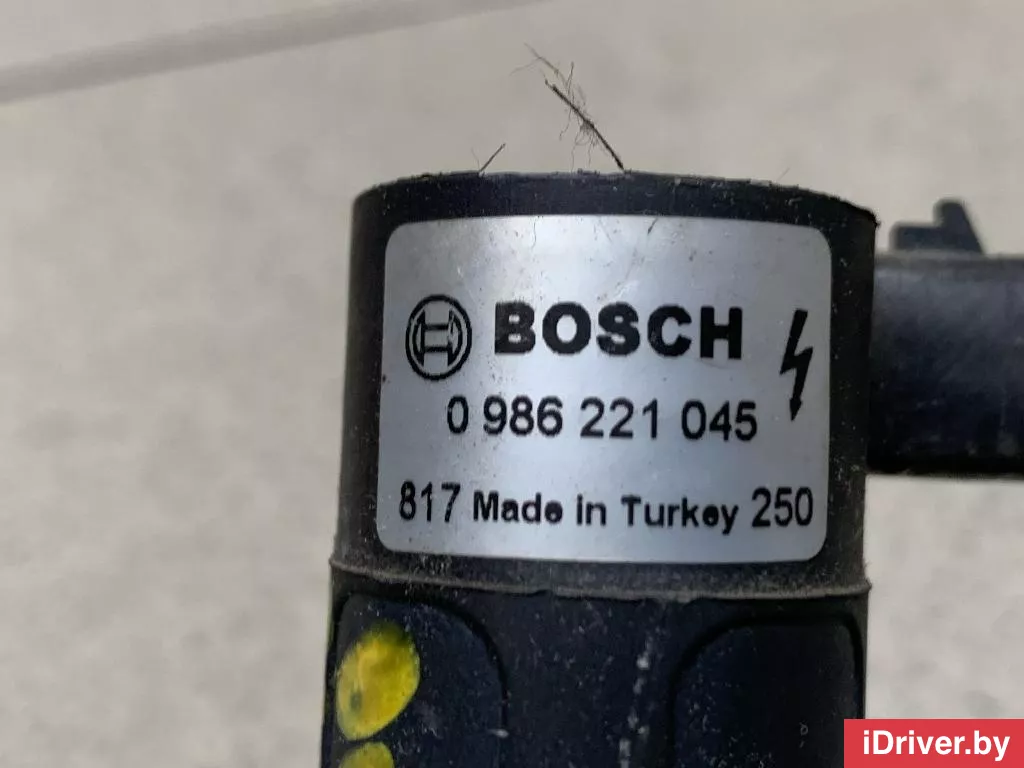 BOSCH
0 986 221 045
817 Made in Turkey 250
iDriver.by